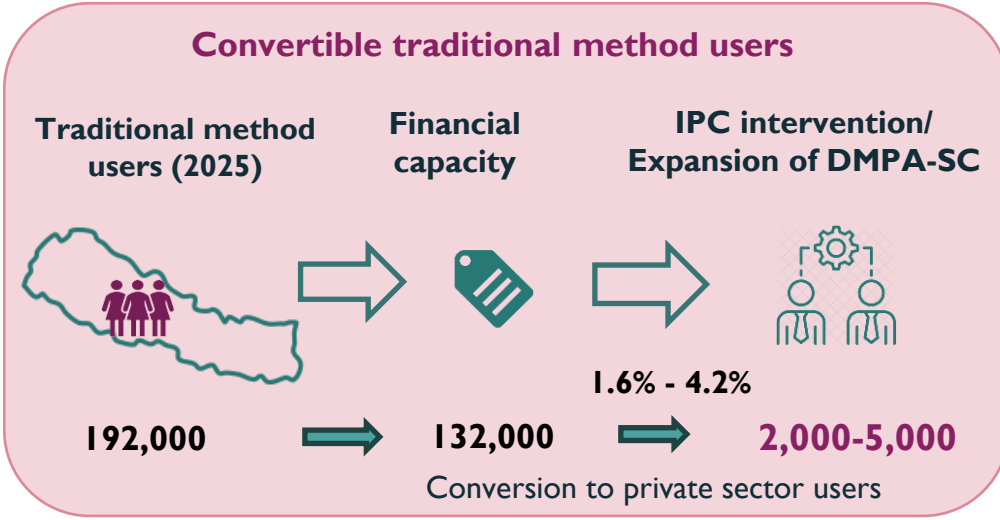 Convertible traditional method users
Traditional method
users (2025)
Financial
capacity
IPC intervention/
Expansion of DMPA-SC
1.6% - 4.2%
192,000
132,000
2,000-5,000
Conversion to private sector users